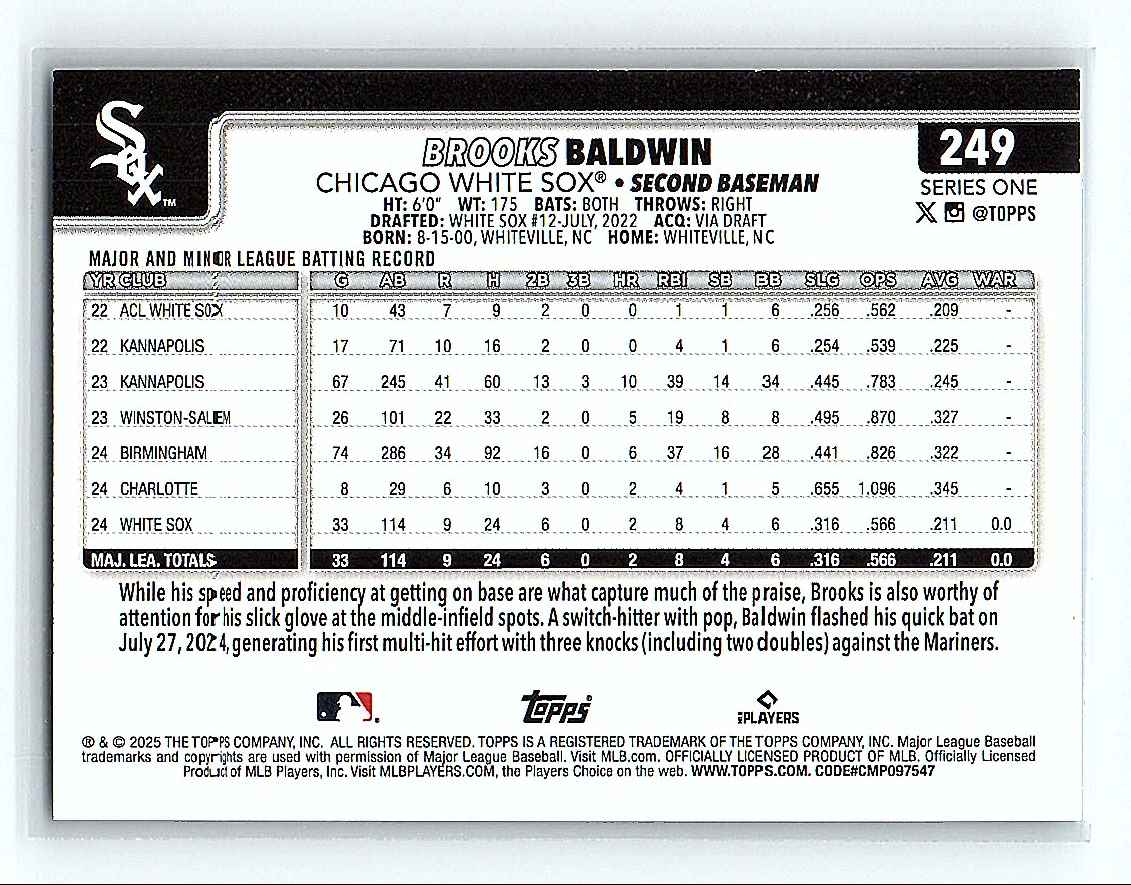 Sox TM
249
BROOKS BALDWIN
CHICAGO WHITE SOX® • SECOND BASEMAN
SERIES ONE
HT: 6'0" WT: 175 BATS: BOTH THROWS: RIGHT
X @TOPPS
DRAFTED: WHITE SOX #12-JULY, 2022 ACQ: VIA DRAFT
BORN: 8-15-00, WHITEVILLE, NC HOME: WHITEVILLE, NC
MAJOR AND MINOR LEAGUE BATTING RECORD
YR CLUB G AB R H 2B 3B HR RBI SB BB SLG OPS AVG WAR
22 ACL WHITE SOX 10 43 7 9 2 0 0 1 1 6 .256 .562 .209 -
22 KANNAPOLIS 17 71 10 16 2 0 0 4 1 6 .254 .539 .225 -
23 KANNAPOLIS 67 245 41 60 13 3 10 39 14 34 .445 .783 .245 -
23 WINSTON-SALEM 26 101 22 33 2 0 5 19 8 8 .495 .870 .327 -
24 BIRMINGHAM 74 286 34 92 16 0 6 37 16 28 .441 .826 .322 -
24 CHARLOTTE 8 29 6 10 3 0 2 4 1 5 .655 1.096 .345 -
24 WHITE SOX 33 114 9 24 6 0 2 8 4 6 .316 .566 .211 0.0
MAJ. LEA. TOTALS 33 114 9 24 6 0 2 8 4 6 .316 .566 .211 0.0
While his speed and proficiency at getting on base are what capture much of the praise, Brooks is also worthy of
attention for his slick glove at the middle-infield spots. A switch-hitter with pop, Baldwin flashed his quick bat on
July 27, 2024, generating his first multi-hit effort with three knocks (including two doubles) against the Mariners.
Topps®
MLB PLAYERS
® & © 2025 THE TOPPS COMPANY, INC. ALL RIGHTS RESERVED. TOPPS IS A REGISTERED TRADEMARK OF THE TOPPS COMPANY, INC. Major League Baseball
trademarks and copyrights are used with permission of Major League Baseball. Visit MLB.com. OFFICIALLY LICENSED PRODUCT OF MLB. Officially Licensed
Product of MLB Players, Inc. Visit MLBPLAYERS.COM, the Players Choice on the web. WWW.TOPPS.COM. CODE#CMP097547